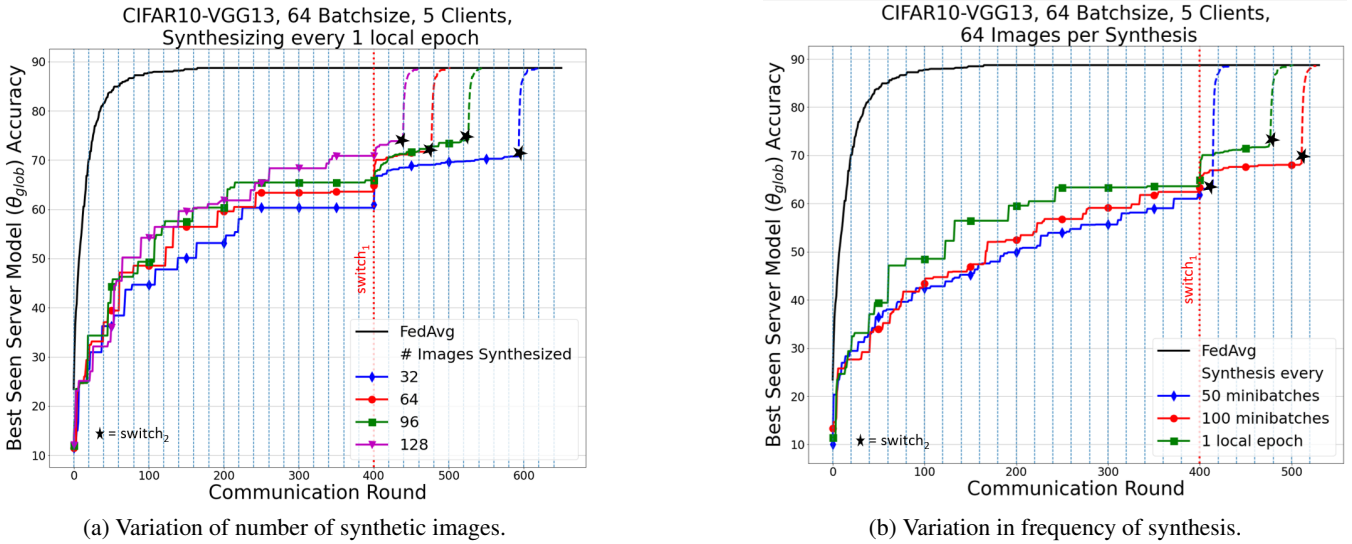 CIFAR10-VGG13, 64 Batchsize, 5 Clients,
Synthesizing every 1 local epoch
Best Seen Server Model (θ_glob) Accuracy
90
80
70
60
50
40
30
20
10
switch₁
FedAvg
# Images Synthesized
32
64
96
128
★ = switch₂
0 100 200 300 400 500 600
Communication Round
(a) Variation of number of synthetic images.
CIFAR10-VGG13, 64 Batchsize, 5 Clients,
64 Images per Synthesis
Best Seen Server Model (θ_glob) Accuracy
90
80
70
60
50
40
30
20
10
switch₁
FedAvg
Synthesis every
50 minibatches
100 minibatches
1 local epoch
★ = switch₂
0 100 200 300 400 500
Communication Round
(b) Variation in frequency of synthesis.